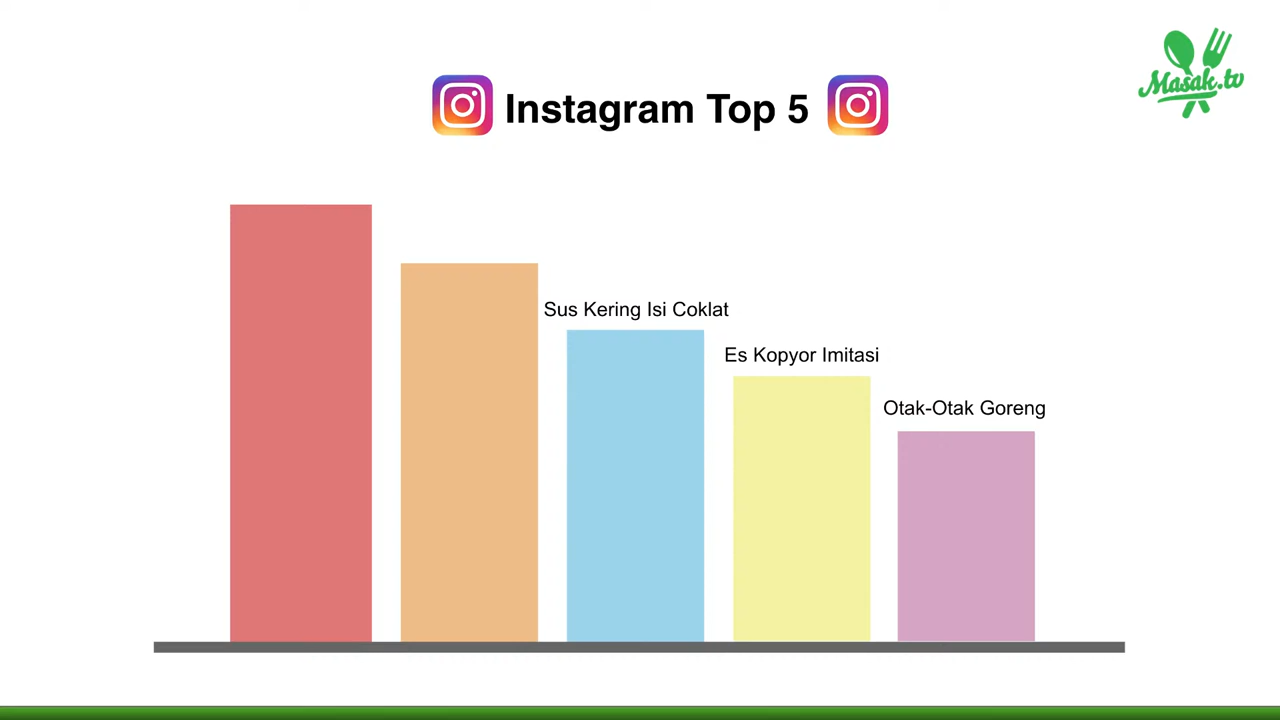 Masak.tv
Instagram Top 5
Sus Kering Isi Coklat
Es Kopyor Imitasi
Otak-Otak Goreng